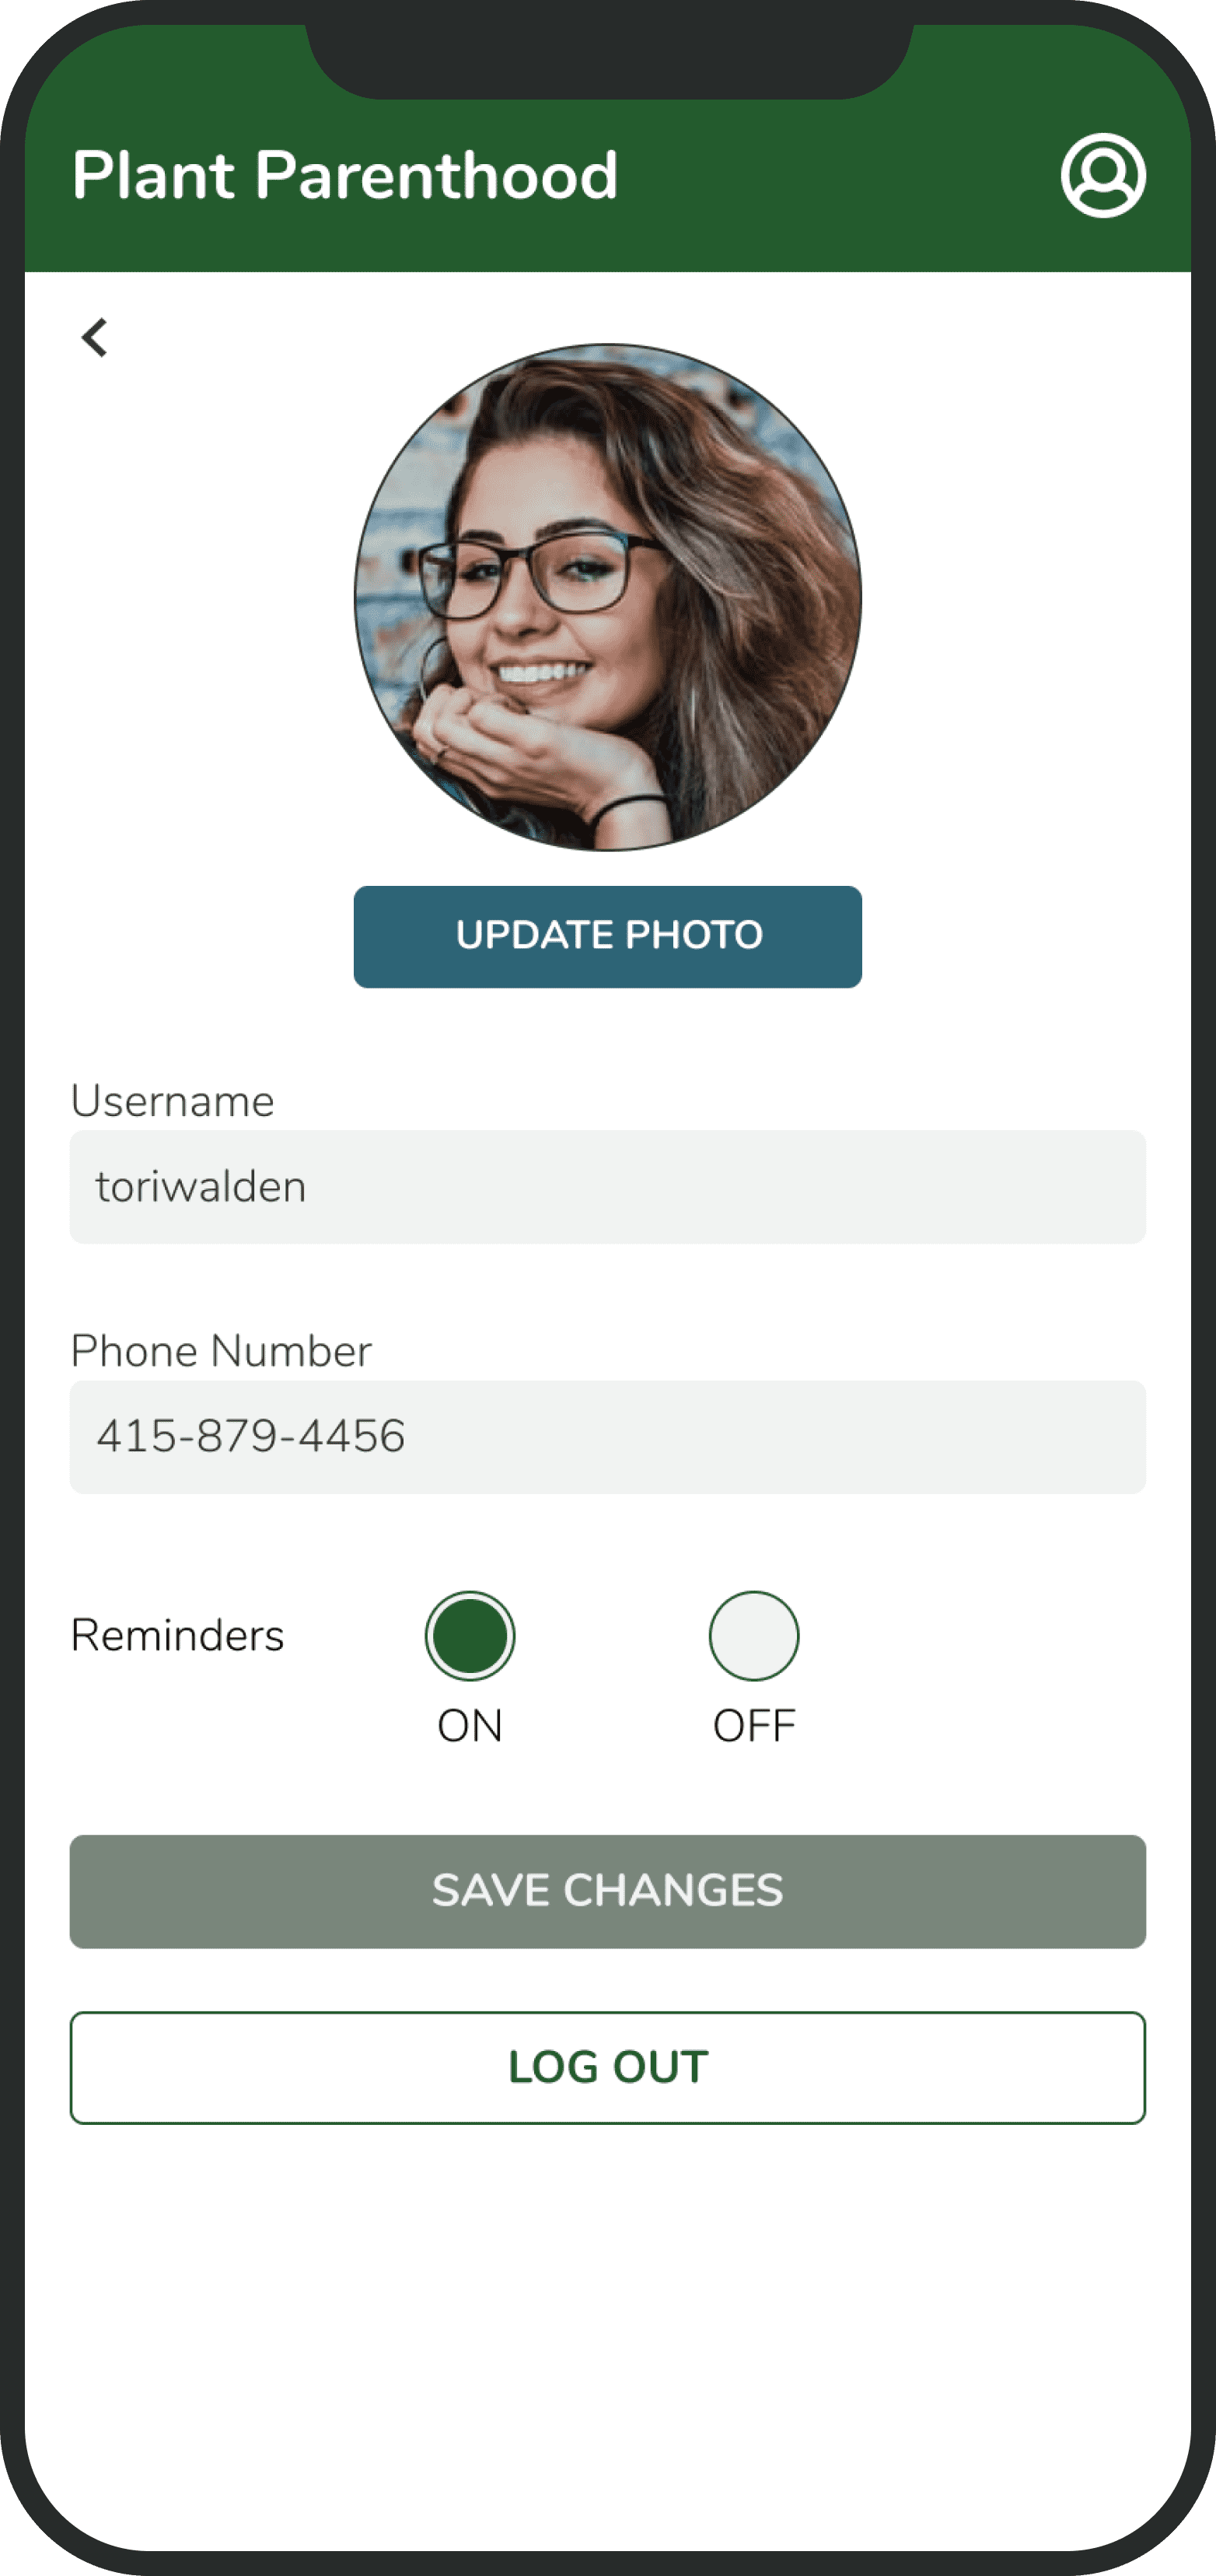 Plant Parenthood
UPDATE PHOTO
Username
toriwalden
Phone Number
415-879-4456
Reminders
ON
OFF
SAVE CHANGES
LOG OUT